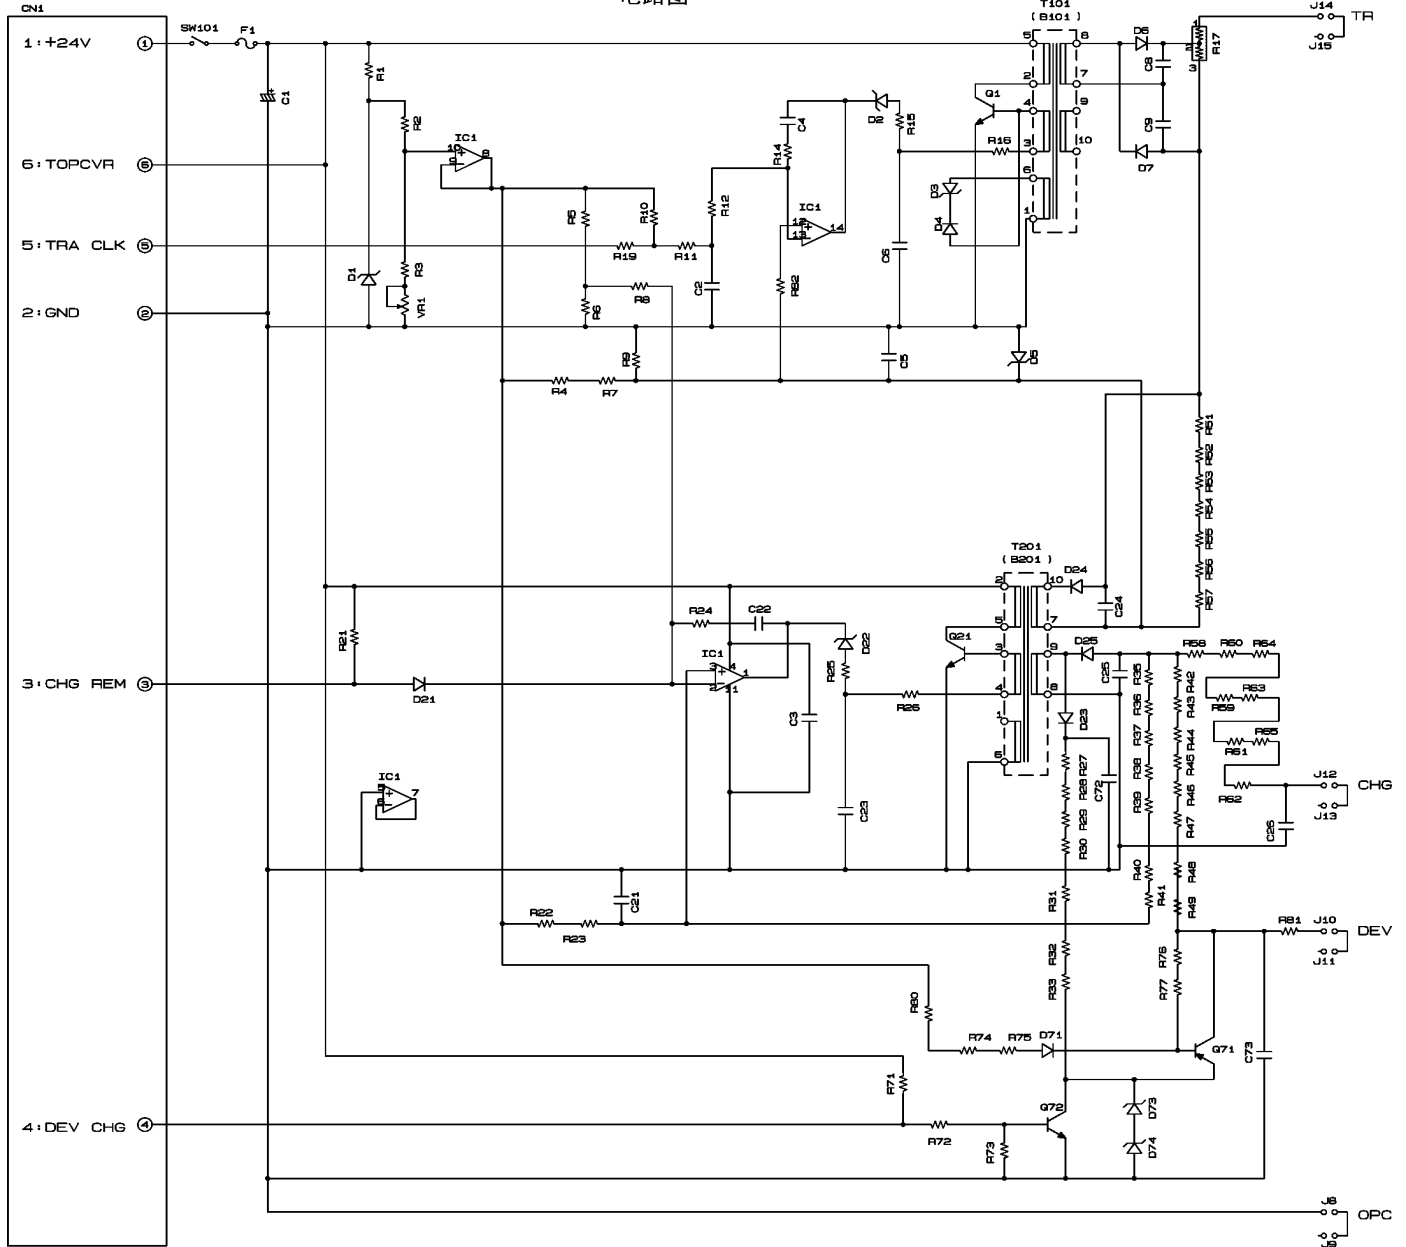 电路图
CN1
T101
(B101)
J14
TR
J15
SW101
F1
1:+24V
1
5
8
D6
1
R17
2
3
R1
C1
2
7
C8
Q1
4
9
D2
R15
C4
R2
IC1
10
9
8
R14
R16
3
10
C9
D7
6:TOPCVR
6
6
D3
R5
R10
R12
IC1
12
13
14
1
D4
5:TRA CLK
5
R19
R11
C6
D1
R3
R8
C2
R82
VR1
R6
2:GND
2
R9
C5
D5
R4
R7
R51
R52
R53
R54
R55
R56
R57
T201
(B201)
2
10
D24
C24
R21
R24
C22
5
7
Q21
D22
D25
R58
R60
R64
IC1
3
4
2
11
1
R25
3
9
C25
R35
R42
3:CHG REM
3
D21
R26
4
8
R36
R43
R59
R63
C3
1
D23
R37
R44
R61
R65
6
R27
R38
R45
IC1
5
6
7
R28
C72
R39
R46
R62
J12
CHG
J13
C23
R29
R47
C26
R30
R40
R48
C21
R31
R41
R49
R22
R23
R81
J10
DEV
J11
R32
R76
R33
R77
R80
R74
R75
D71
Q71
C73
R71
4:DEV CHG
4
Q72
D73
R72
R73
D74
J8
OPC
J9